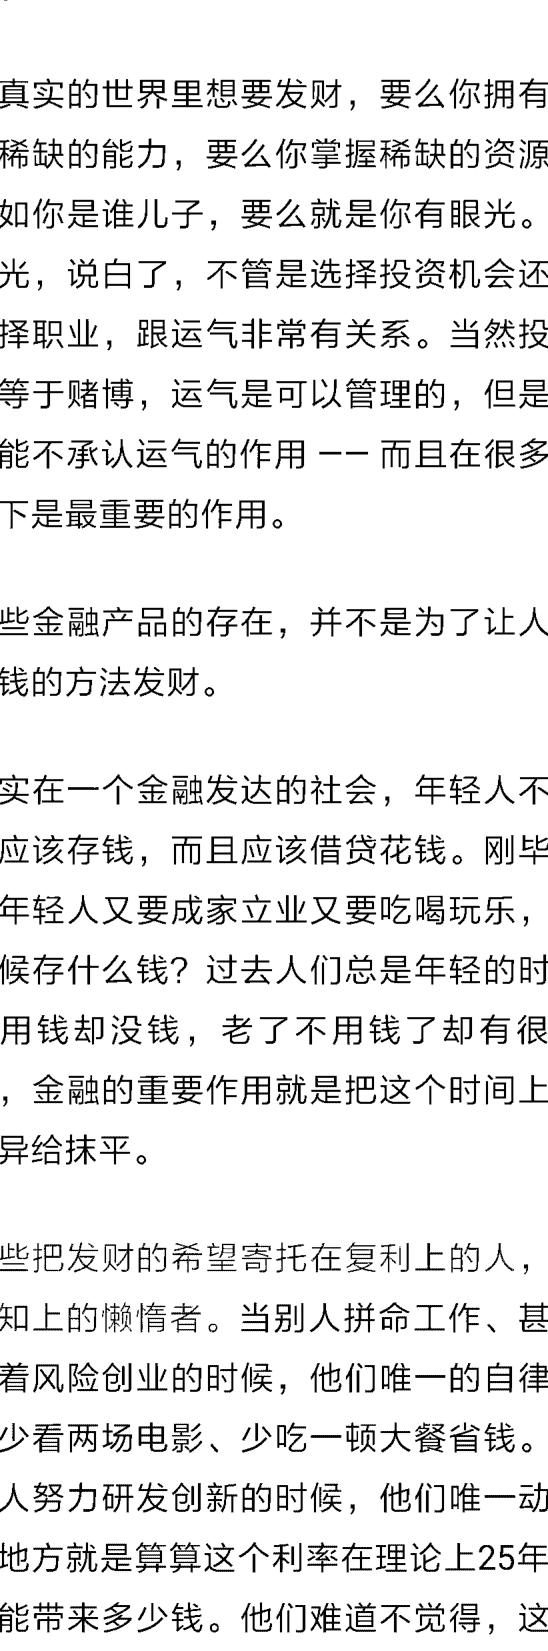 真实的世界里想要发财，要么你拥有
稀缺的能力，要么你掌握稀缺的资源
如你是谁儿子，要么就是你有眼光。
光，说白了，不管是选择投资机会还
择职业，跟运气非常有关系。当然投
等于赌博，运气是可以管理的，但是
能不承认运气的作用 —— 而且在很多
下是最重要的作用。
些金融产品的存在，并不是为了让人
钱的方法发财。
实在一个金融发达的社会，年轻人不
应该存钱，而且应该借贷花钱。刚毕
年轻人又要成家立业又要吃喝玩乐，
候存什么钱？过去人们总是年轻的时
用钱却没钱，老了不用钱了却有很
，金融的重要作用就是把这个时间上
异给抹平。
些把发财的希望寄托在复利上的人，
知上的懒惰者。当别人拼命工作、甚
着风险创业的时候，他们唯一的自律
少看两场电影、少吃一顿大餐省钱。
人努力研发创新的时候，他们唯一动
地方就是算算这个利率在理论上25年
能带来多少钱。他们难道不觉得，这